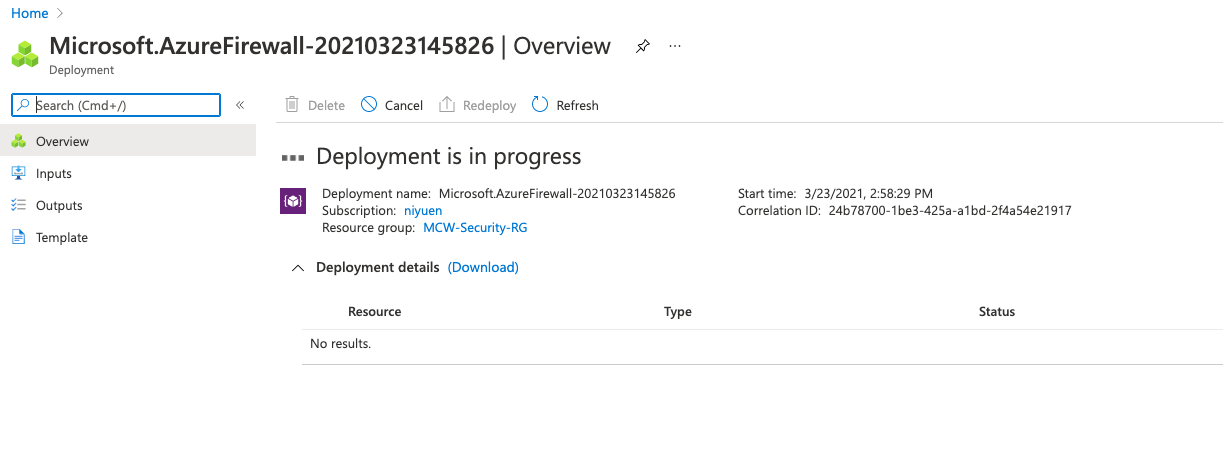 Home
Microsoft.AzureFirewall-20210323145826 | Overview ...
Deployment
Search (Cmd+/) «
Delete Cancel Redeploy Refresh
Overview
Inputs
Outputs
Template
Deployment is in progress
Deployment name: Microsoft.AzureFirewall-20210323145826 Start time: 3/23/2021, 2:58:29 PM
Subscription: niyuen Correlation ID: 24b78700-1be3-425a-a1bd-2f4a54e21917
Resource group: MCW-Security-RG
Deployment details (Download)
Resource Type Status
No results.